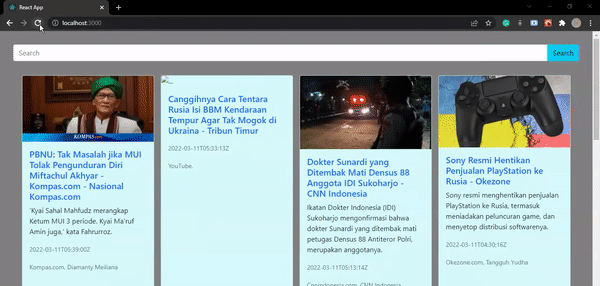 React App
localhost:3000
Search
Search
KOMPAS.com
PBNU: Tak Masalah jika MUI
Tolak Pengunduran Diri
Miftachul Akhyar -
Kompas.com - Nasional
Kompas.com
'Kyai Sahal Mahfudz merangkap
Ketum MUI 3 periode. Kyai Ma'ruf
Amin juga,' kata Fahrurroz.
2022-03-11T05:39:00Z
Kompas.com, Diamanty Meiliana
Canggihnya Cara Tentara
Rusia Isi BBM Kendaraan
Tempur Agar Tak Mogok di
Ukraina - Tribun Timur
2022-03-11T05:33:13Z
YouTube.
Dokter Sunardi yang
Ditembak Mati Densus 88
Anggota IDI Sukoharjo -
CNN Indonesia
Ikatan Dokter Indonesia (IDI)
Sukoharjo mengonfirmasi bahwa
dokter Sunardi yang ditembak mati
petugas Densus 88 Antiteror Polri,
merupakan anggotanya.
2022-03-11T05:13:14Z
Cnnindonesia.com, CNN Indonesia
Sony Resmi Hentikan
Penjualan PlayStation ke
Rusia - Okezone
Sony resmi menghentikan penjualan
PlayStation ke Rusia, termasuk
meniadakan peluncuran game, dan
menyetop distribusi softwarenya.
2022-03-11T04:30:16Z
Okezone.com, Tangguh Yudha